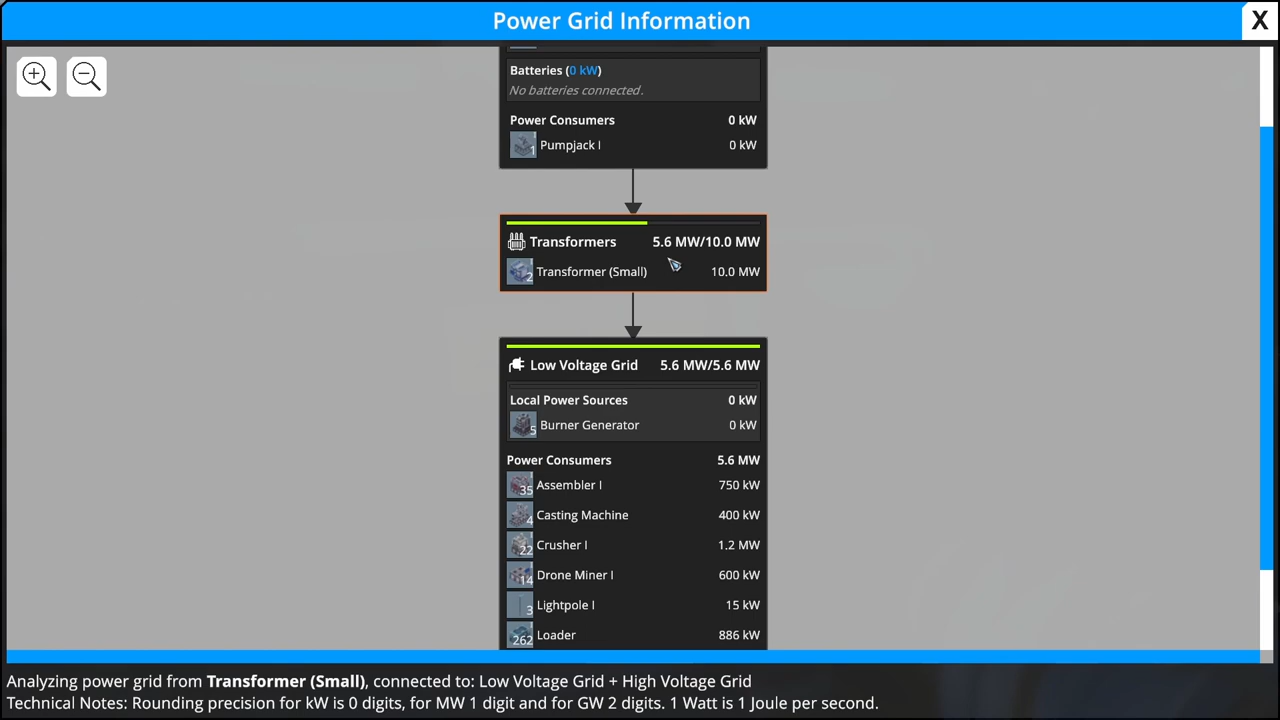 Power Grid Information
X
Batteries (0 kW)
No batteries connected.
Power Consumers 0 kW
1 Pumpjack I 0 kW
Transformers 5.6 MW/10.0 MW
2 Transformer (Small) 10.0 MW
Low Voltage Grid 5.6 MW/5.6 MW
Local Power Sources 0 kW
5 Burner Generator 0 kW
Power Consumers 5.6 MW
35 Assembler I 750 kW
4 Casting Machine 400 kW
22 Crusher I 1.2 MW
14 Drone Miner I 600 kW
3 Lightpole I 15 kW
262 Loader 886 kW
Analyzing power grid from Transformer (Small), connected to: Low Voltage Grid + High Voltage Grid
Technical Notes: Rounding precision for kW is 0 digits, for MW 1 digit and for GW 2 digits. 1 Watt is 1 Joule per second.